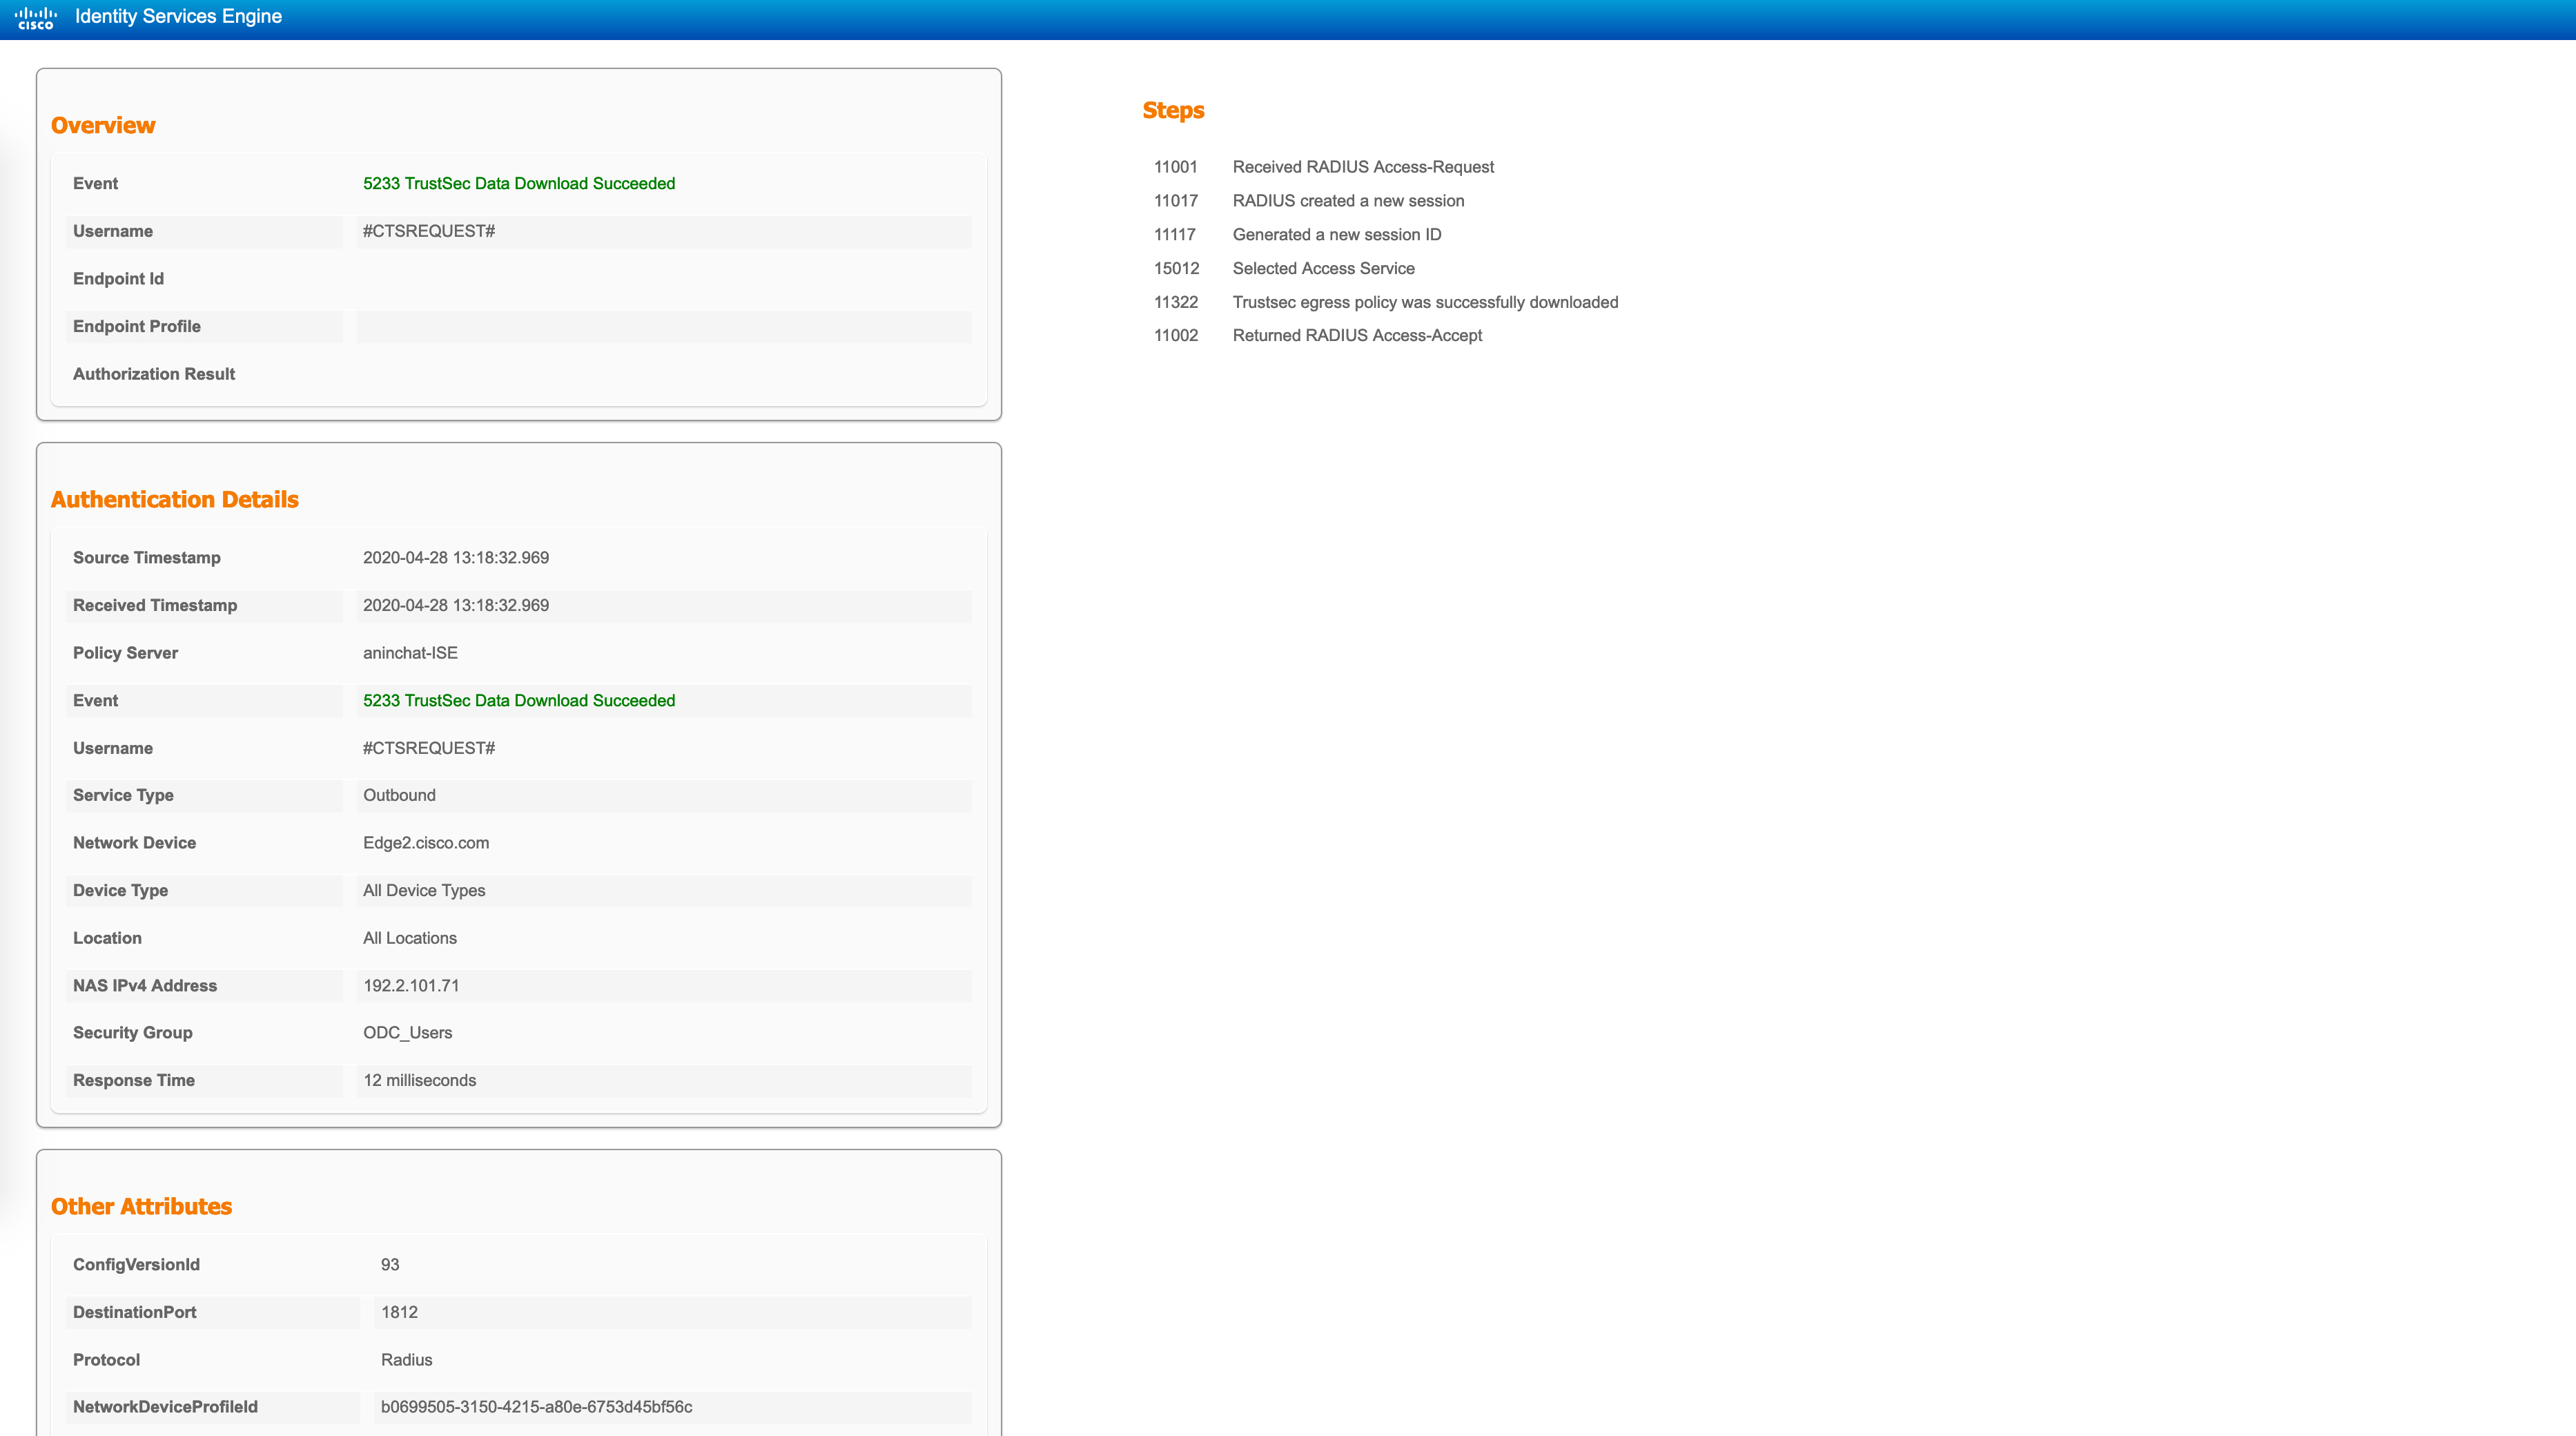 cisco Identity Services Engine
Overview
Event 5233 TrustSec Data Download Succeeded
Username #CTSREQUEST#
Endpoint Id
Endpoint Profile
Authorization Result
Steps
11001 Received RADIUS Access-Request
11017 RADIUS created a new session
11117 Generated a new session ID
15012 Selected Access Service
11322 Trustsec egress policy was successfully downloaded
11002 Returned RADIUS Access-Accept
Authentication Details
Source Timestamp 2020-04-28 13:18:32.969
Received Timestamp 2020-04-28 13:18:32.969
Policy Server aninchat-ISE
Event 5233 TrustSec Data Download Succeeded
Username #CTSREQUEST#
Service Type Outbound
Network Device Edge2.cisco.com
Device Type All Device Types
Location All Locations
NAS IPv4 Address 192.2.101.71
Security Group ODC_Users
Response Time 12 milliseconds
Other Attributes
ConfigVersionId 93
DestinationPort 1812
Protocol Radius
NetworkDeviceProfileId b0699505-3150-4215-a80e-6753d45bf56c